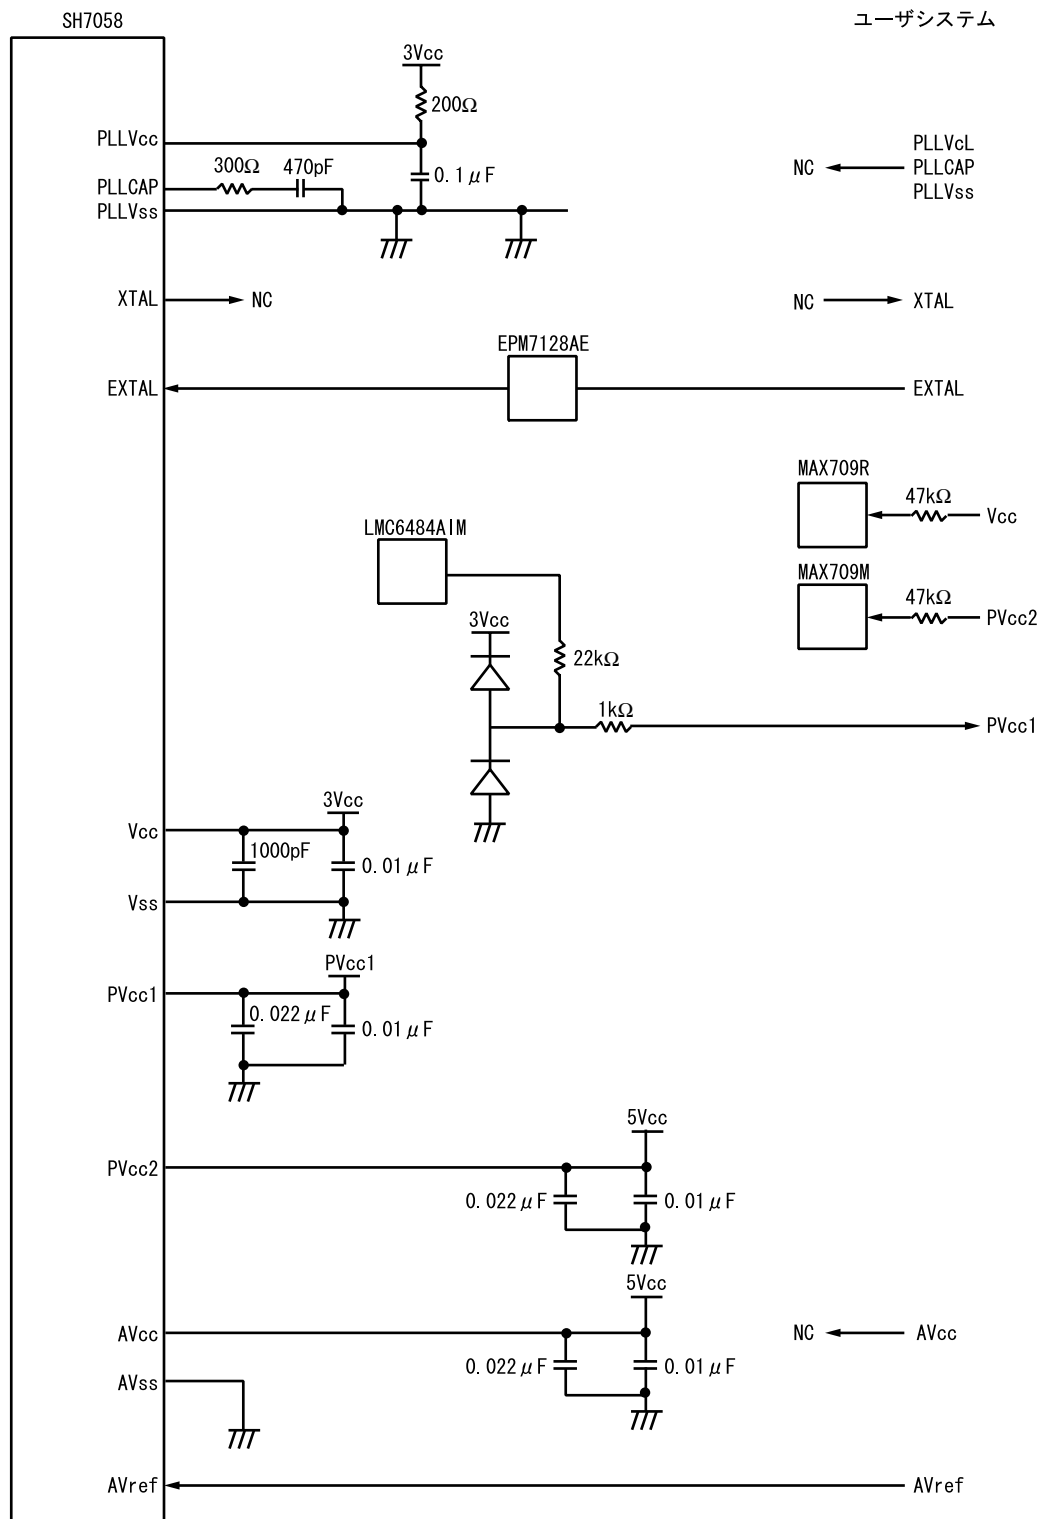 SH7058
ユーザシステム
3Vcc
200Ω
PLLVcc
300Ω
470pF
0.1μF
PLLCAP
PLLVss
PLLVcL
NC
PLLCAP
PLLVss
XTAL
NC
NC
XTAL
EPM7128AE
EXTAL
EXTAL
MAX709R
47kΩ
Vcc
LMC6484AIM
MAX709M
47kΩ
PVcc2
3Vcc
22kΩ
1kΩ
PVcc1
3Vcc
Vcc
1000pF
0.01μF
Vss
PVcc1
PVcc1
0.022μF
0.01μF
5Vcc
PVcc2
0.022μF
0.01μF
5Vcc
AVcc
NC
AVcc
0.022μF
0.01μF
AVss
AVref
AVref